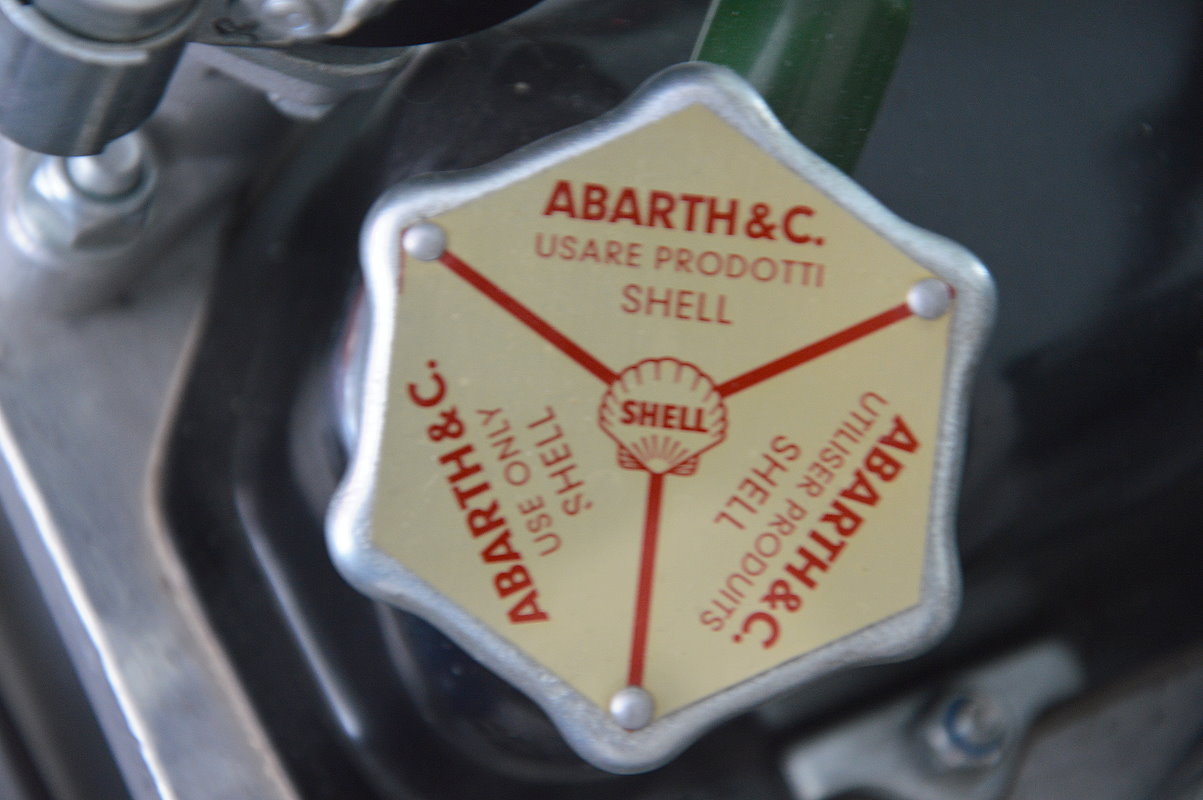 ABARTH & C.
USARE PRODOTTI
SHELL
SHELL
ABARTH & C.
USE ONLY
SHELL
ABARTH & C.
UTILISER PRODUITS
SHELL